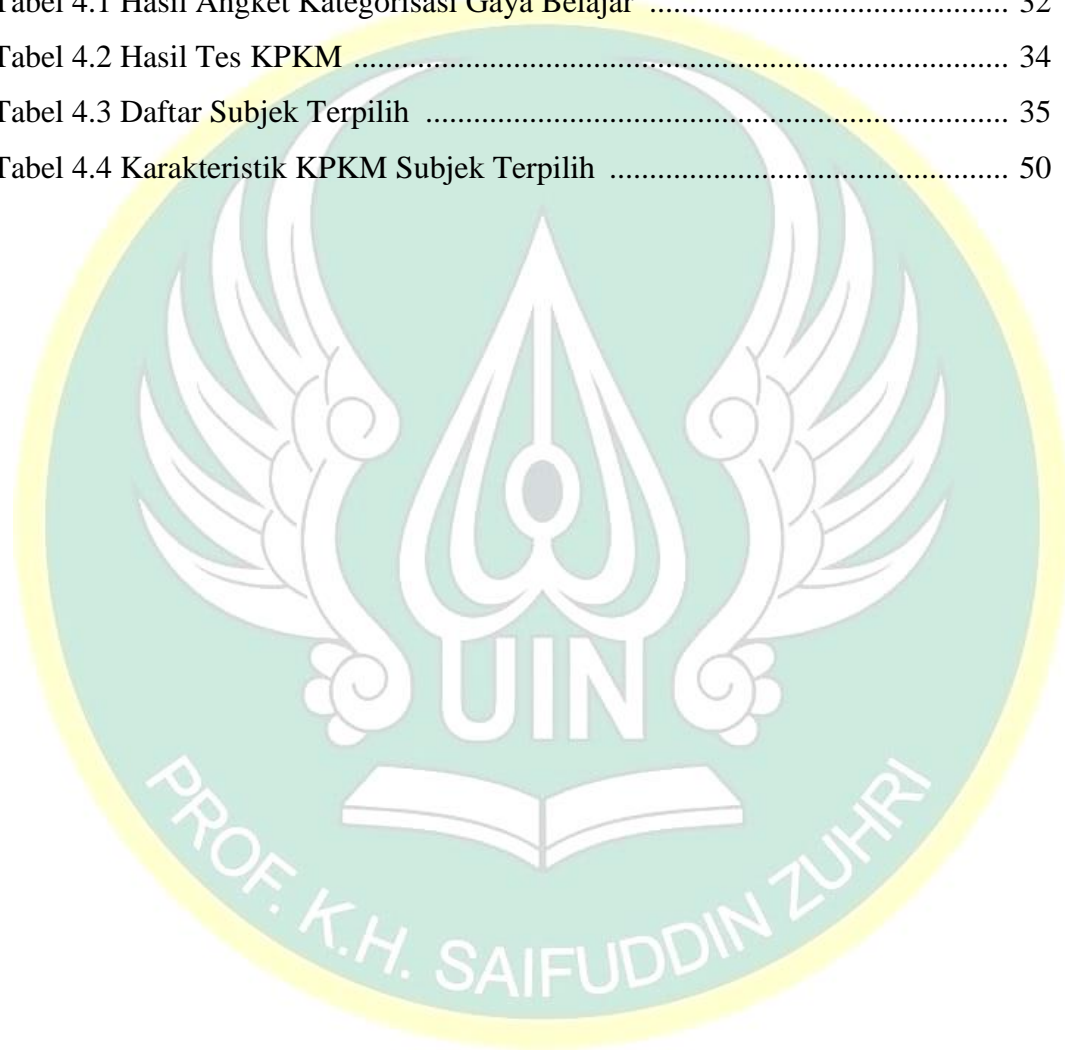 Tabel 4.1 Hasil Angket Kategorisasi Gaya Belajar ............................................. 32
Tabel 4.2 Hasil Tes KPKM ................................................................................... 34
Tabel 4.3 Daftar Subjek Terpilih .......................................................................... 35
Tabel 4.4 Karakteristik KPKM Subjek Terpilih ................................................... 50
UIN
PROF. K.H. SAIFUDDIN ZUHRI